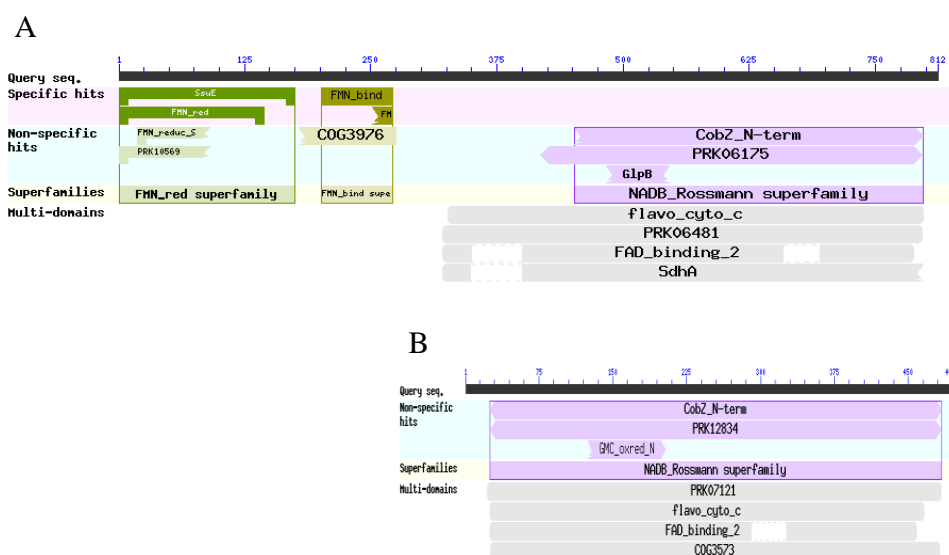 A
1 125 250 375 500 625 750 812
Query seq.
Specific hits
SsuE
FMN_bind
FMN_red
FM
Non-specific
hits
FMN_reduc_S
COG3976
CobZ_N-term
PRK10569
PRK06175
GlpB
Superfamilies
FMN_red superfamily
FMN_bind supe
NADB_Rossmann superfamily
Multi-domains
flavo_cyto_c
PRK06481
FAD_binding_2
SdhA
B
1 75 150 225 300 375 450 4
Query seq.
Non-specific
hits
CobZ_N-term
PRK12834
GMC_oxred_N
Superfamilies
NADB_Rossmann superfamily
Multi-domains
PRK07121
flavo_cyto_c
FAD_binding_2
COG3573